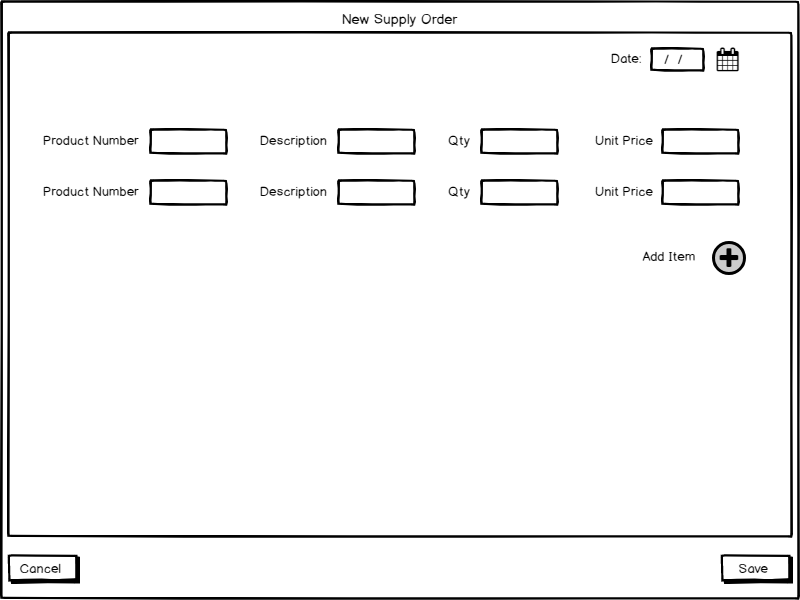 New Supply Order
Date: / /
Product Number Description Qty Unit Price
Product Number Description Qty Unit Price
Add Item
Cancel Save